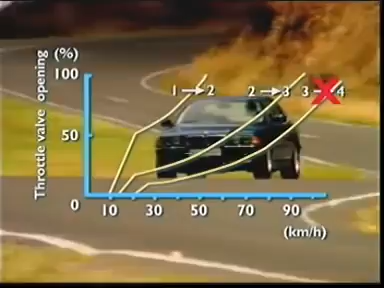 (%)
Throttle valve opening
100
50
0
1 → 2
2 → 3
3 → 4
10 30 50 70 90
(km/h)